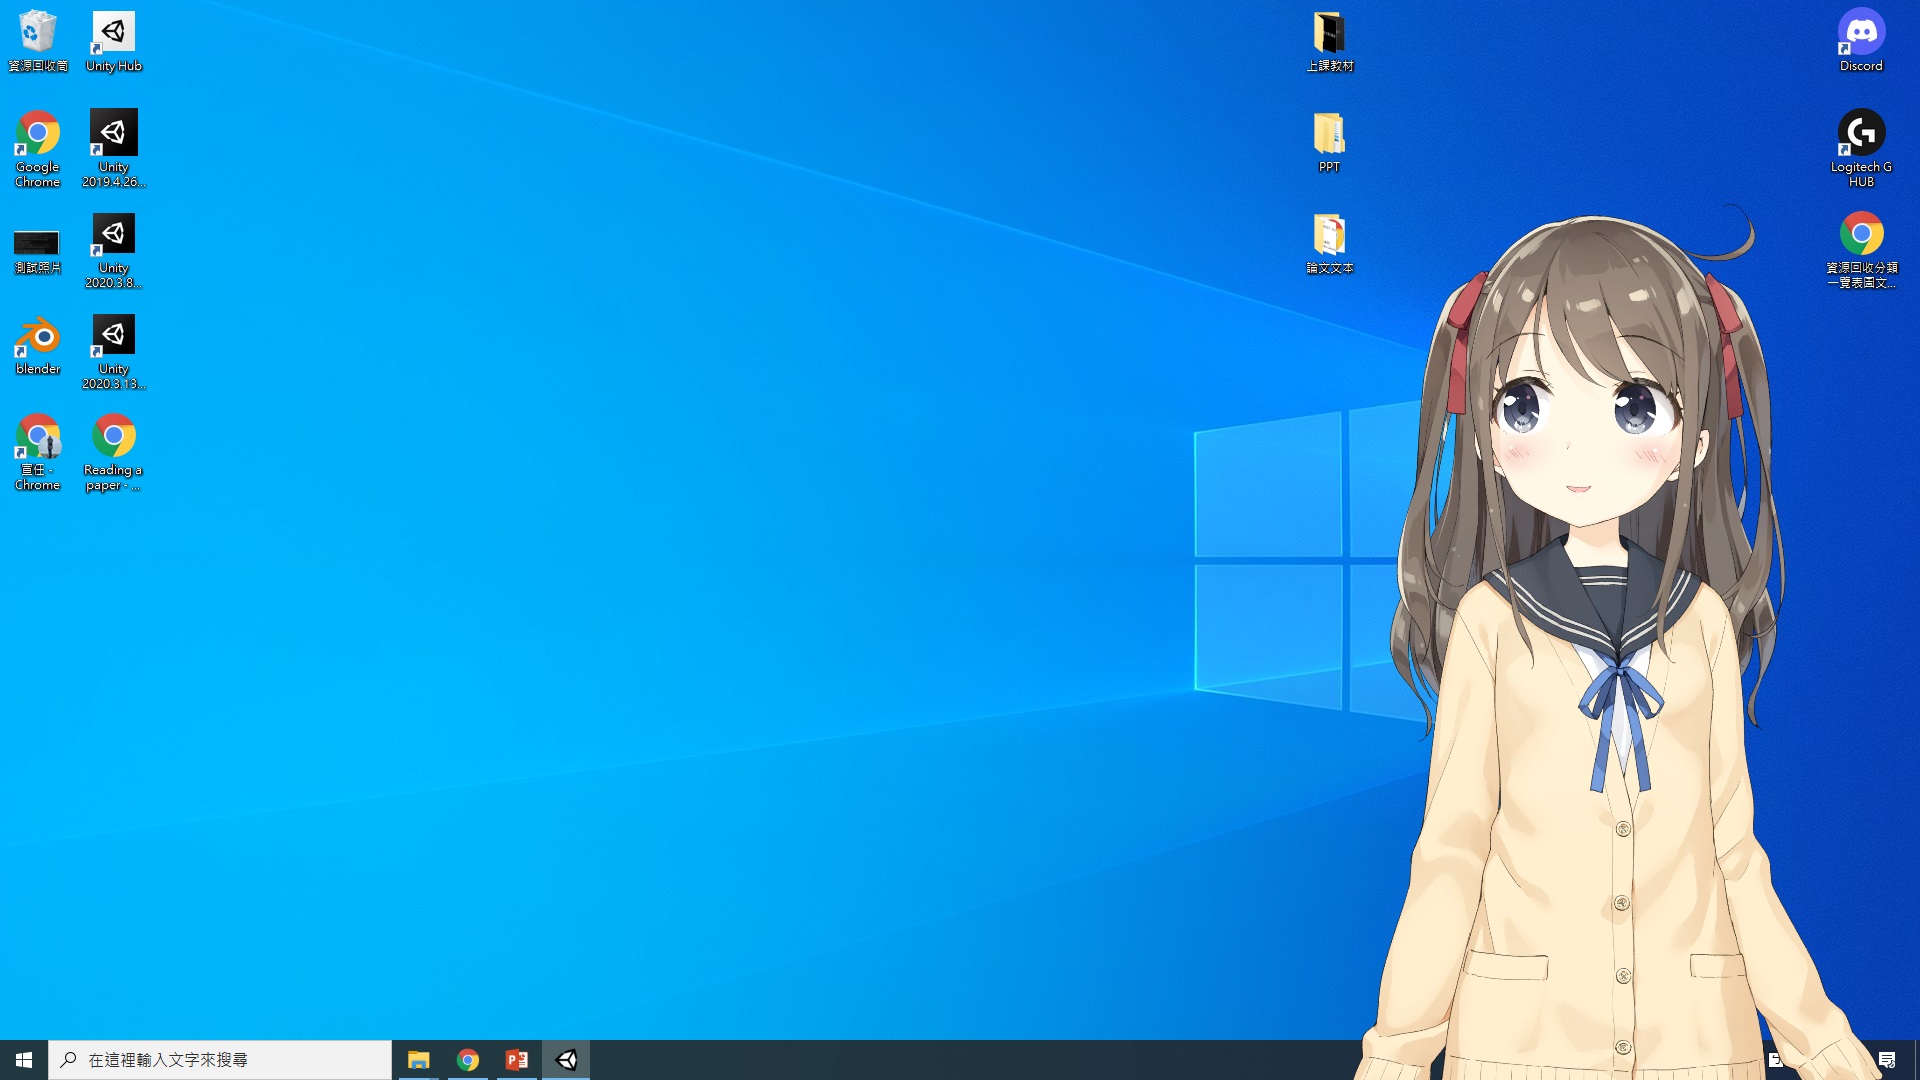 資源回收筒
Unity Hub
Google
Chrome
Unity
2019.4.26...
測試照片
Unity
2020.3.8...
blender
Unity
2020.3.13...
宣任 -
Chrome
Reading a
paper - ...
上課教材
PPT
論文文本
Discord
Logitech G
HUB
資源回收分類
一覽表圖文...
在這裡輸入文字來搜尋